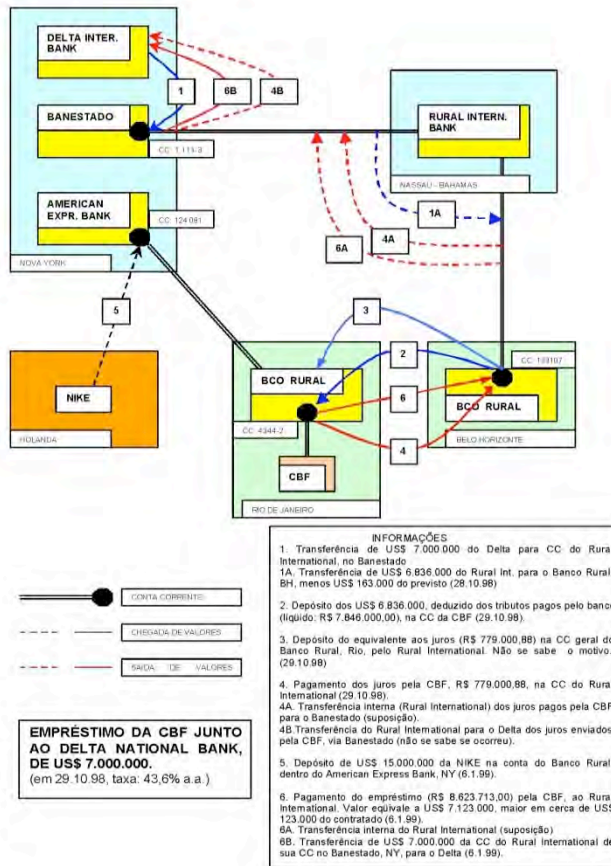 DELTA INTER.
BANK
1
6B
4B
BANESTADO
CC: 1.111-3
RURAL INTERN.
BANK
NASSAU - BAHAMAS
AMERICAN
EXPR. BANK
CC: 124.091
NOVA YORK
1A
4A
6A
5
3
2
6
4
NIKE
HOLANDA
BCO RURAL
CC: 4344-2
CBF
RIO DE JANEIRO
BCO RURAL
BELO HORIZONTE
CONTA CORRENTE
CHEGADA DE VALORES
SAÍDA DE VALORES
EMPRÉSTIMO DA CBF JUNTO
AO DELTA NATIONAL BANK,
DE US$ 7.000.000.
(em 29.10.98, taxa: 43,6% a.a.)
INFORMAÇÕES
1. Transferência de US$ 7.000.000 do Delta para CC do Rural
International, no Banestado
1A. Transferência de US$ 6.836.000 do Rural Int. para o Banco Rural,
BH, menos US$ 163.000 do previsto (28.10.98)
2. Depósito dos US$ 6.836.000, deduzido dos tributos pagos pelo banco
(líquido: R$ 7.846.000,00), na CC da CBF (29.10.98).
3. Depósito do equivalente aos juros (R$ 779.000,88) na CC geral do
Banco Rural, Rio, pelo Rural International. Não se sabe o motivo.
(29.10.98)
4. Pagamento dos juros pela CBF, R$ 779.000,88, na CC do Rural
International (29.10.98).
4A. Transferência interna (Rural International) dos juros pagos pela CBF
para o Banestado (suposição).
4B.Transferência do Rural International para o Delta dos juros enviados
pela CBF, via Banestado (não se sabe se ocorreu).
5. Depósito de US$ 15.000.000 da NIKE na conta do Banco Rural
dentro do American Express Bank, NY (6.1.99).
6. Pagamento do empréstimo (R$ 8.623.713,00) pela CBF, ao Rural
International. Valor eqüivale a US$ 7.123.000, maior em cerca de US$
123.000 do contratado (6.1.99).
6A. Transferência interna do Rural International (suposição)
6B. Transferência de US$ 7.000.000 da CC do Rural International de
sua CC no Banestado, NY, para o Delta (6.1.99).